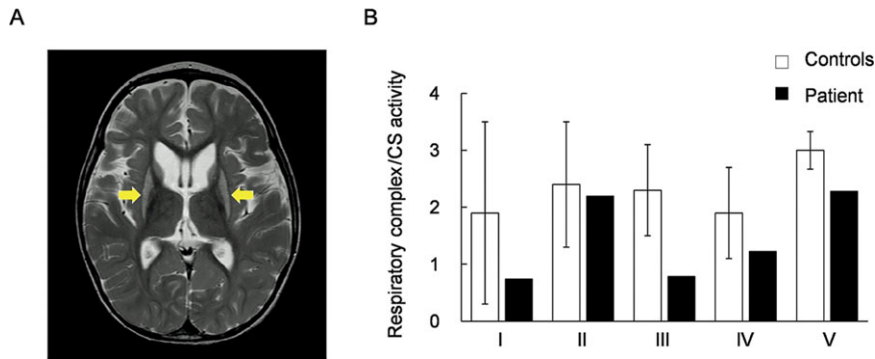 A
B
Controls
Patient
Respiratory complex/CS activity
4
3
2
1
0
I
II
III
IV
V